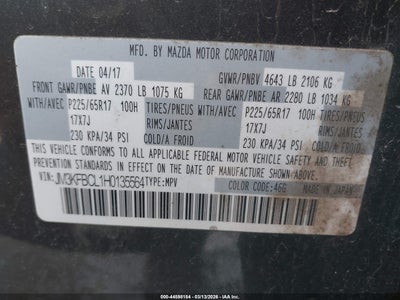 MFD. BY MAZDA MOTOR CORPORATION
DATE 04/17
GVWR/PNBV 4643 LB 2106 KG
FRONT GAWR/PNBE AV 2370 LB 1075 KG
REAR GAWR/PNBE AR 2280 LB 1034 KG
WITH/AVEC P225/65R17 100H TIRES/PNEUS
WITH/AVEC P225/65R17 100H TIRES/PNEUS
17X7J RIMS/JANTES
17X7J RIMS/JANTES
230 KPA/34 PSI COLD/A FROID
230 KPA/34 PSI COLD/A FROID
THIS VEHICLE CONFORMS TO ALL APPLICABLE FEDERAL MOTOR VEHICLE SAFETY,
BUMPER, AND THEFT PREVENTION STANDARDS IN EFFECT ON THE DATE OF MANUFACTURE SHOWN ABOVE.
VIN: JM3KFBCL1H0135564 TYPE: MPV
COLOR CODE: 46G
MADE IN JAPAN
000-44598184 - 03/13/2026 - © IAA, LLC